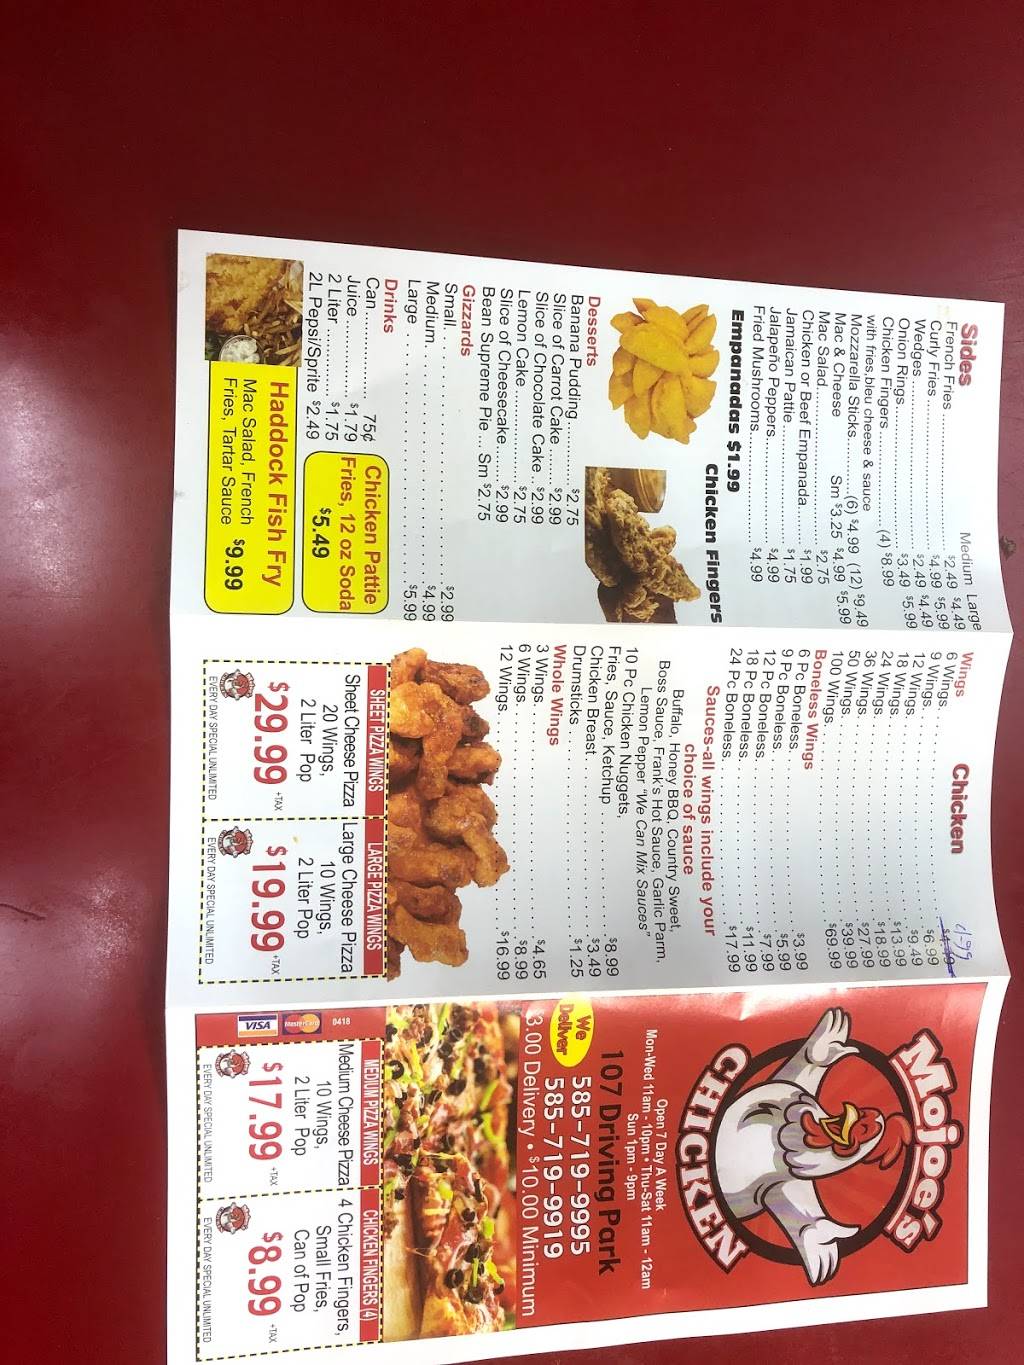 Sides
Medium Large
French Fries $2.49 $4.49
Curly Fries $4.99 $5.99
Wedges $2.49 $4.49
Onion Rings $3.49 $5.99
Chicken Fingers (4) $8.99
with fries,bleu cheese & sauce
Mozzarella Sticks (6) $4.99 (12) $9.49
Mac & Cheese Sm $3.25 $4.99 $5.99
Mac Salad $2.75
Chicken or Beef Empanada $1.99
Jamaican Pattie $1.75
Jalapeño Peppers $4.99
Fried Mushrooms $4.99
Empanadas $1.99
Chicken Fingers
Desserts
Banana Pudding $2.75
Slice of Carrot Cake $2.99
Slice of Chocolate Cake $2.99
Lemon Cake $2.75
Slice of Cheesecake $2.99
Bean Supreme Pie Sm $2.75
Gizzards
Small $2.99
Medium $4.99
Large $5.99
Drinks
Can 75¢
Juice $1.79
2 Liter $1.75
2L Pepsi/Sprite $2.49
Chicken Pattie
Fries, 12 oz Soda
$5.49
Haddock Fish Fry
Mac Salad, French
Fries, Tartar Sauce $9.99
Chicken
Wings
4-99
6 Wings $4.49
9 Wings $6.99
12 Wings $9.49
18 Wings $13.99
24 Wings $18.99
36 Wings $27.99
50 Wings $39.99
100 Wings $69.99
Boneless Wings
6 Pc Boneless $3.99
9 Pc Boneless $5.99
12 Pc Boneless $7.99
18 Pc Boneless $11.99
24 Pc Boneless $17.99
Sauces-all wings include your
choice of sauce
Buffalo, Honey BBQ, Country Sweet,
Boss Sauce, Frank's Hot Sauce, Garlic Parm,
Lemon Pepper "We Can Mix Sauces"
10 Pc Chicken Nuggets,
Fries, Sauce, Ketchup $8.99
Chicken Breast $3.49
Drumsticks $1.25
Whole Wings
3 Wings $4.65
6 Wings $8.99
12 Wings $16.99
SHEET PIZZA WINGS
Sheet Cheese Pizza
20 Wings,
2 Liter Pop
$29.99 +TAX
EVERY DAY SPECIAL UNLIMITED
LARGE PIZZA WINGS
Large Cheese Pizza
10 Wings,
2 Liter Pop
$19.99 +TAX
EVERY DAY SPECIAL UNLIMITED
Mojoe's
CHICKEN
Open 7 Day A Week
Mon-Wed 11am - 10pm • Thu-Sat 11am - 12am
Sun 1pm - 9pm
107 Driving Park
We
Deliver
585-719-9995
585-719-9919
3.00 Delivery • $10.00 Minimum
VISA
MasterCard
0418
MEDIUM PIZZA WINGS
Medium Cheese Pizza
10 Wings,
2 Liter Pop
$17.99 +TAX
EVERY DAY SPECIAL UNLIMITED
CHICKEN FINGERS (4)
4 Chicken Fingers,
Small Fries,
Can of Pop
$8.99 +TAX
EVERY DAY SPECIAL UNLIMITED